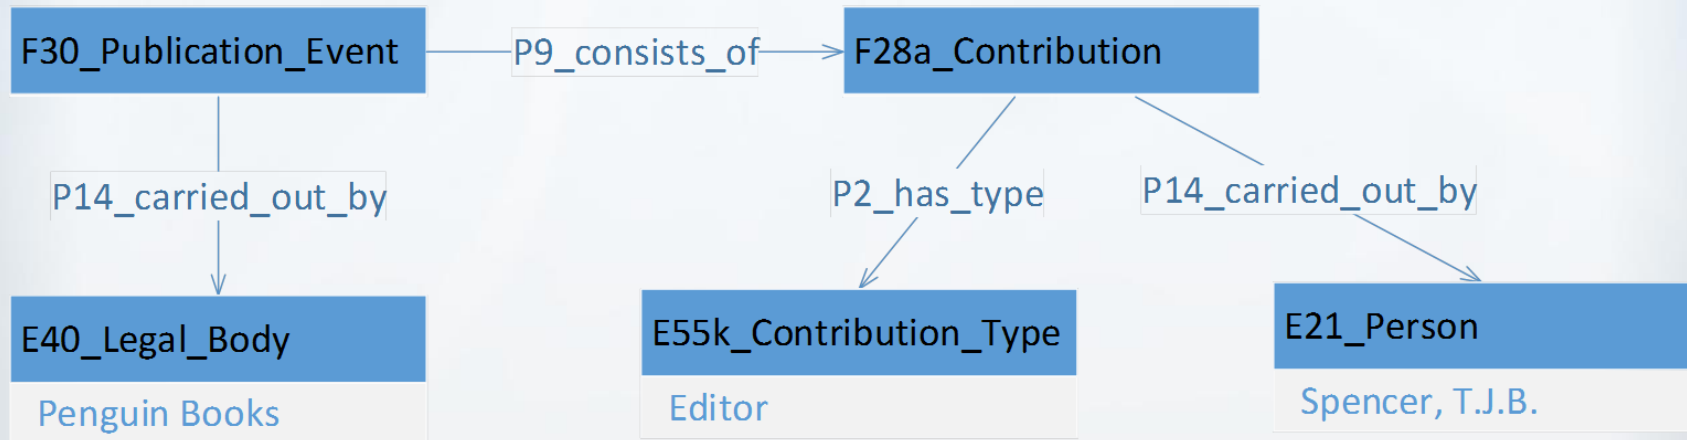 F30_Publication_Event
P9_consists_of
F28a_Contribution
P14_carried_out_by
P2_has_type
P14_carried_out_by
E40_Legal_Body
Penguin Books
E55k_Contribution_Type
Editor
E21_Person
Spencer, T.J.B.